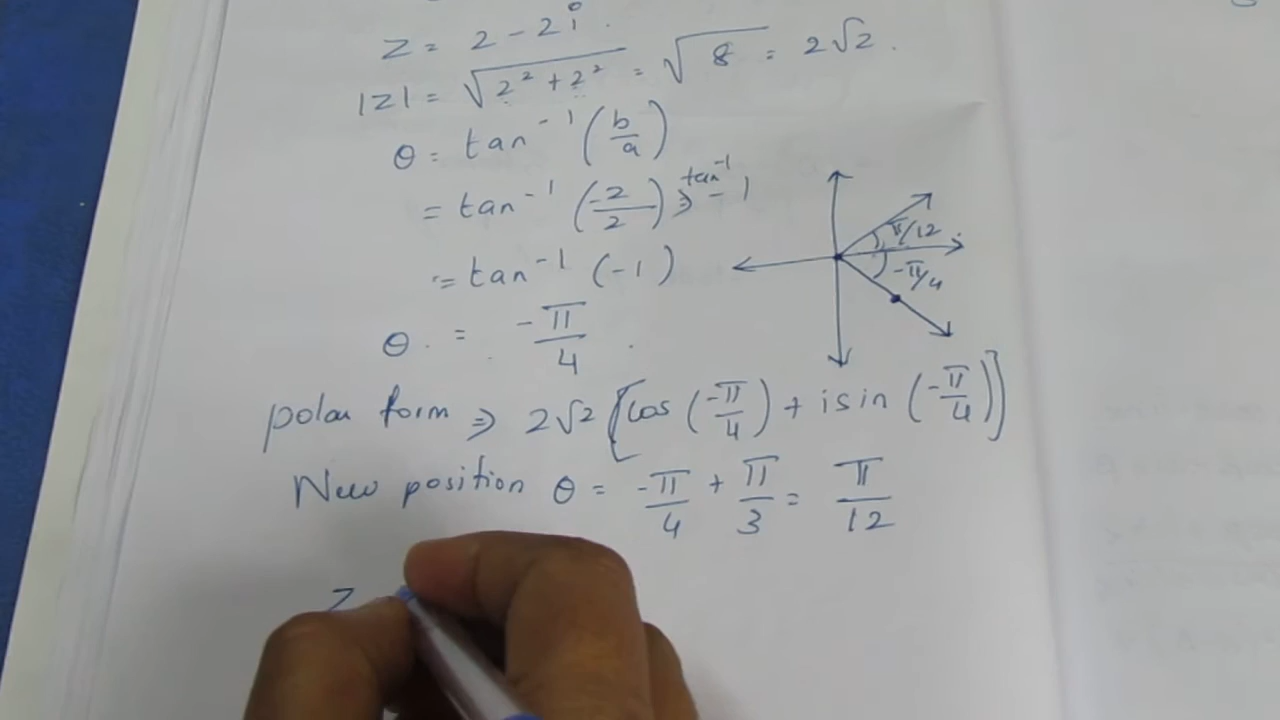 z = 2 - 2i.
|z| = √(2² + 2²) = √8 = 2√2.
θ = tan⁻¹ (b/a)
= tan⁻¹ (-2/2) ⇒ tan⁻¹ -1
= tan⁻¹ (-1)
θ. = -π/4.
π/12
-π/4
polar form ⇒ 2√2 [cos (-π/4) + i sin (-π/4)]
New position θ = -π/4 + π/3 = π/12
Z